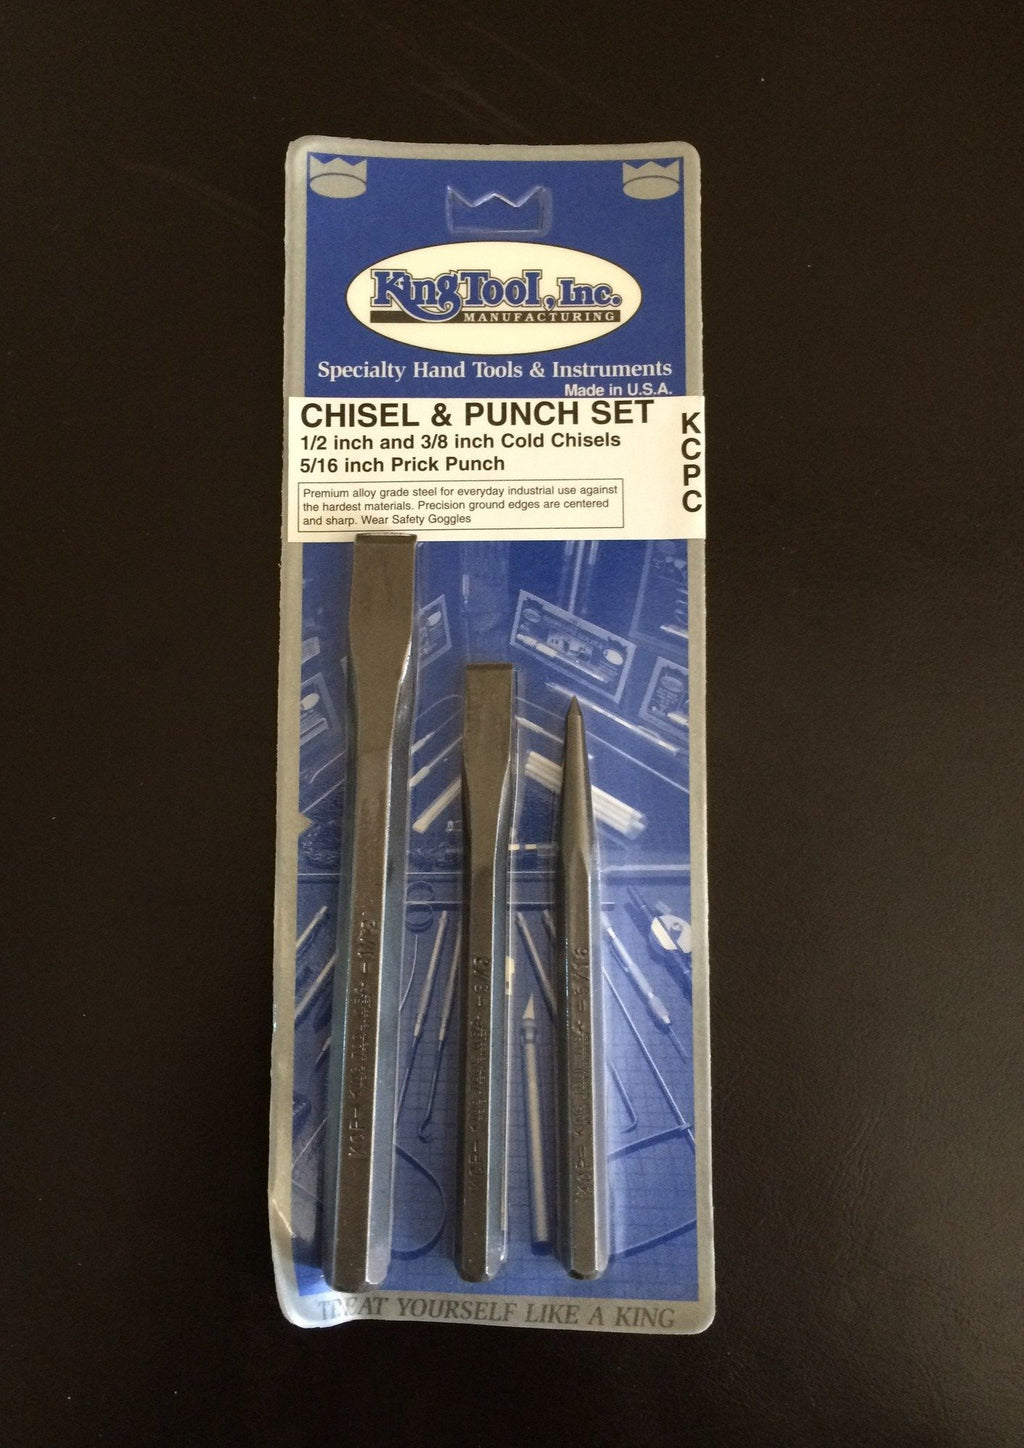 King Tool, Inc.
MANUFACTURING
Specialty Hand Tools & Instruments
Made in U.S.A.
CHISEL & PUNCH SET
1/2 inch and 3/8 inch Cold Chisels
5/16 inch Prick Punch
KCPC
Premium alloy grade steel for everyday industrial use against
the hardest materials. Precision ground edges are centered
and sharp. Wear Safety Goggles
5/16
TREAT YOURSELF LIKE A KING